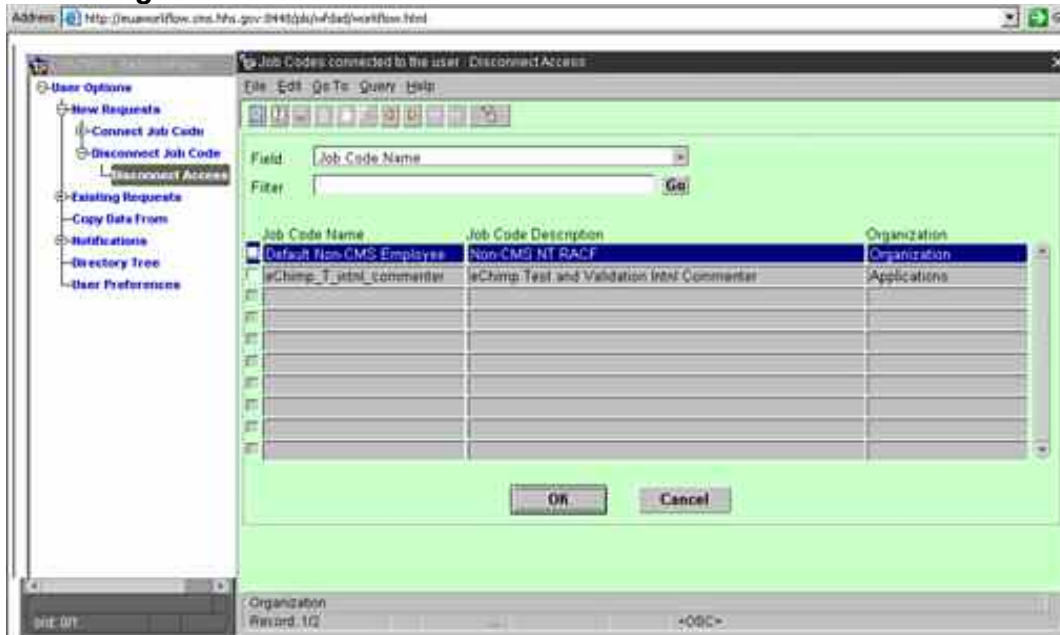 Address http://euaworkflow.cms.hhs.gov:8448/pls/wfdad/workflow.html
Job Codes connected to the user : Disconnect Access
File Edit GoTo Query Help
User Options
New Requests
Connect Job Code
Disconnect Job Code
Disconnect Access
Existing Requests
Copy Data From
Notifications
Directory Tree
User Preferences
Field Job Code Name
Filter Go
Job Code Name Job Code Description Organization
Default Non-CMS Employee Non-CMS NT RACF Organization
eChimp_T_intnl_commenter eChimp Test and Validation Intnl Commenter Applications
OK Cancel
Organization
Record: 1/2 <OSC>